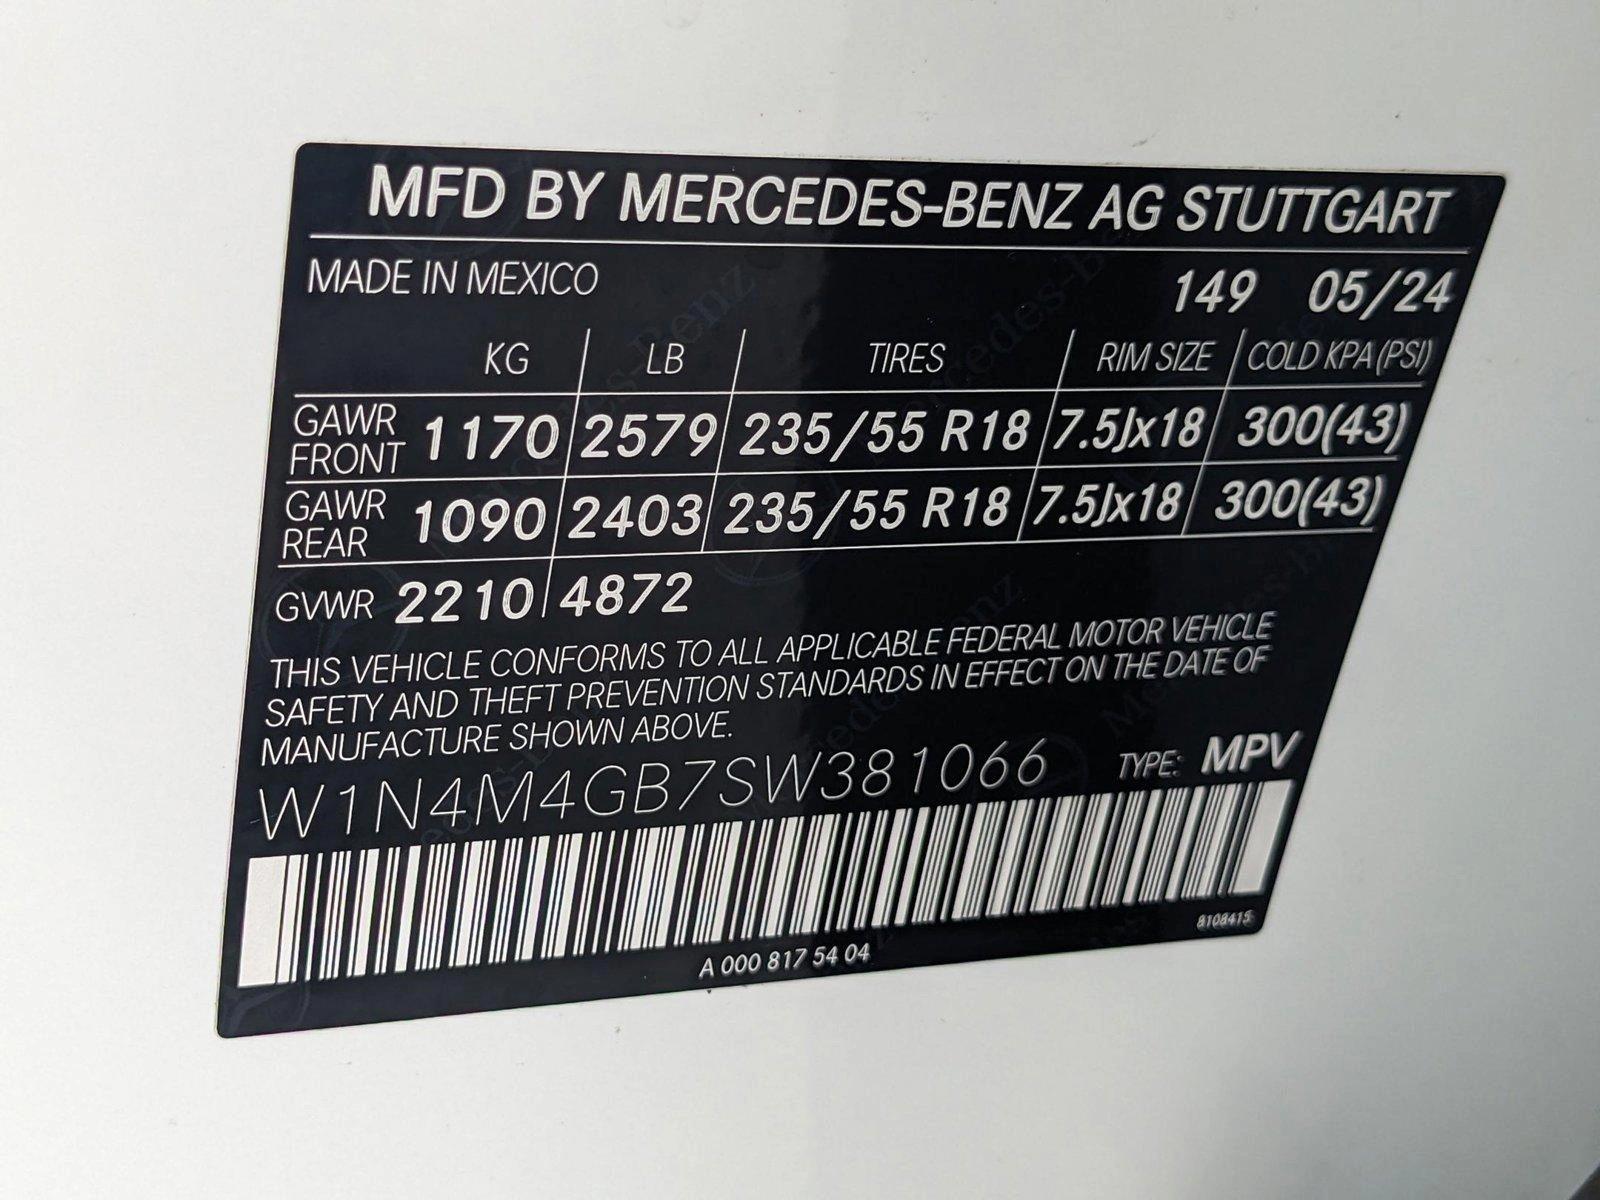 MFD BY MERCEDES-BENZ AG STUTTGART
MADE IN MEXICO 149 05/24
KG LB TIRES RIM SIZE COLD KPA (PSI)
GAWR FRONT 1170 2579 235/55 R18 7.5Jx18 300(43)
GAWR REAR 1090 2403 235/55 R18 7.5Jx18 300(43)
GVWR 2210 4872
THIS VEHICLE CONFORMS TO ALL APPLICABLE FEDERAL MOTOR VEHICLE
SAFETY AND THEFT PREVENTION STANDARDS IN EFFECT ON THE DATE OF
MANUFACTURE SHOWN ABOVE.
W1N4M4GB7SW381066 TYPE: MPV
8108415
A 000 817 54 04